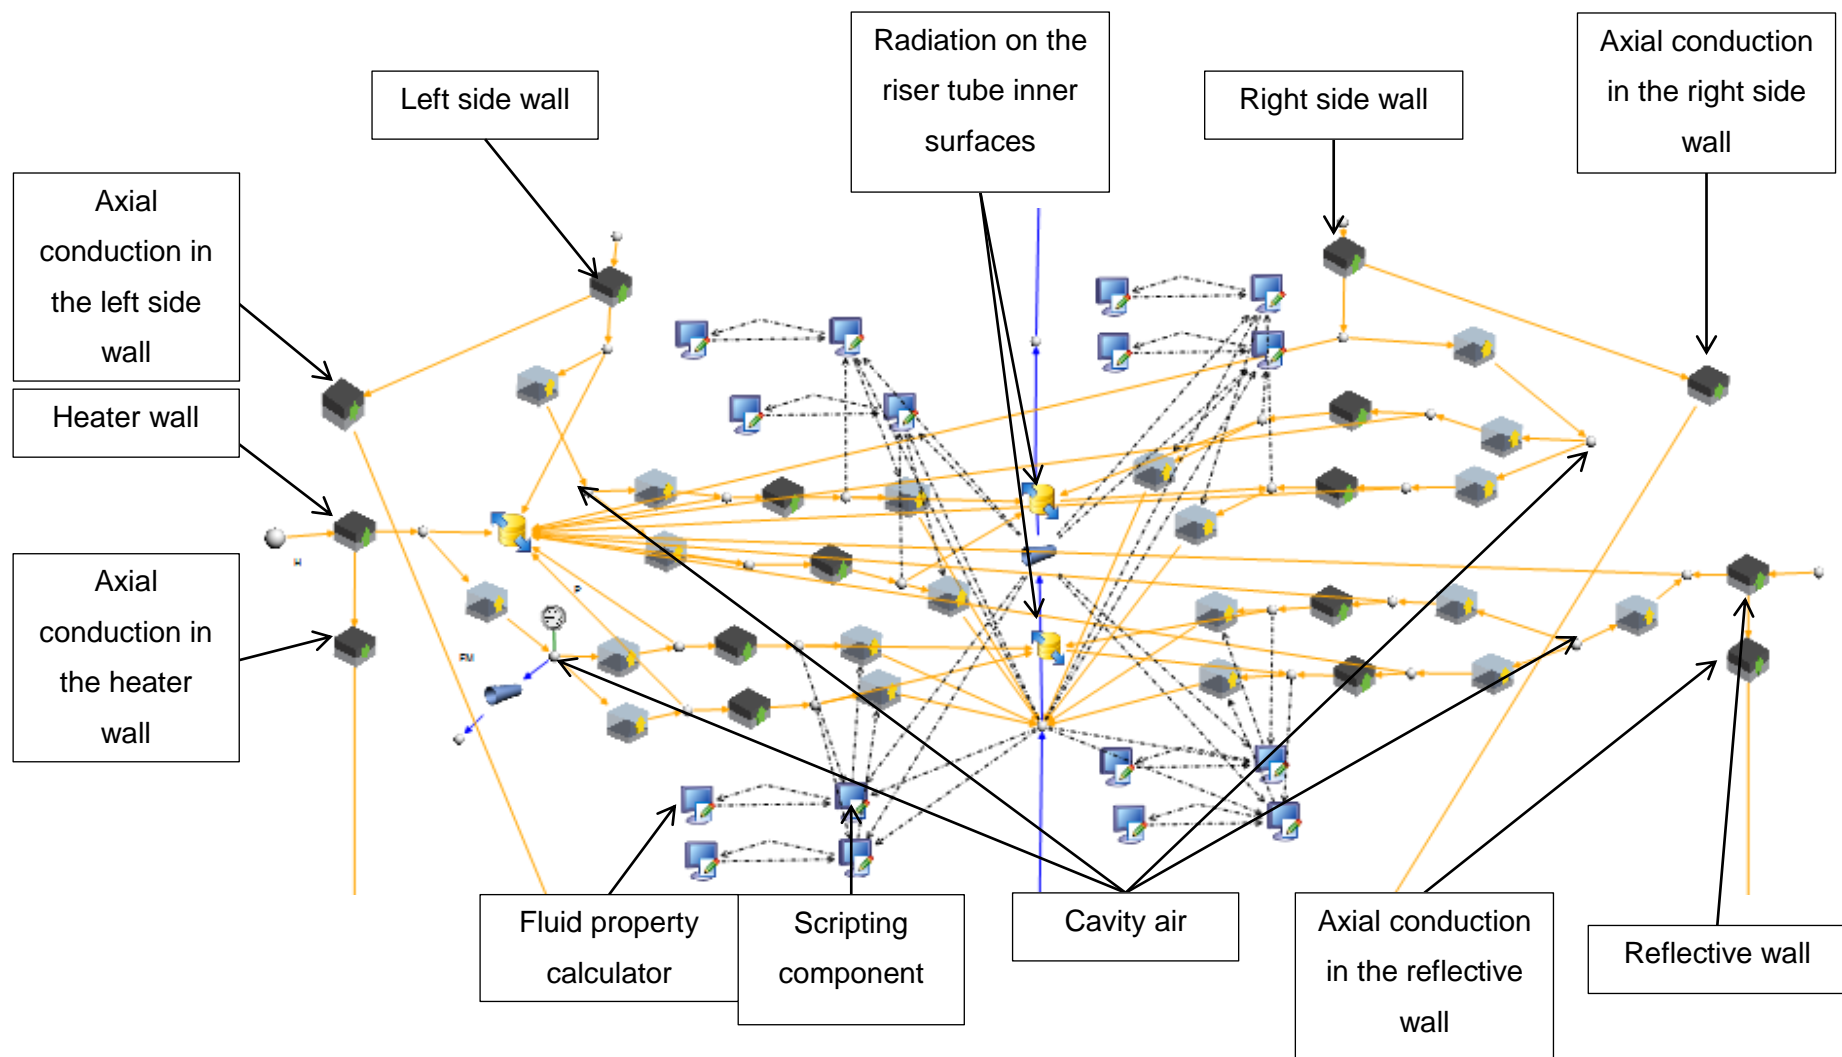 Radiation on the
riser tube inner
surfaces
Axial conduction
in the right side
wall
Left side wall
Right side wall
Axial
conduction in
the left side
wall
Heater wall
Axial
conduction in
the heater
wall
H
P
FM
Fluid property
calculator
Scripting
component
Cavity air
Axial conduction
in the reflective
wall
Reflective wall